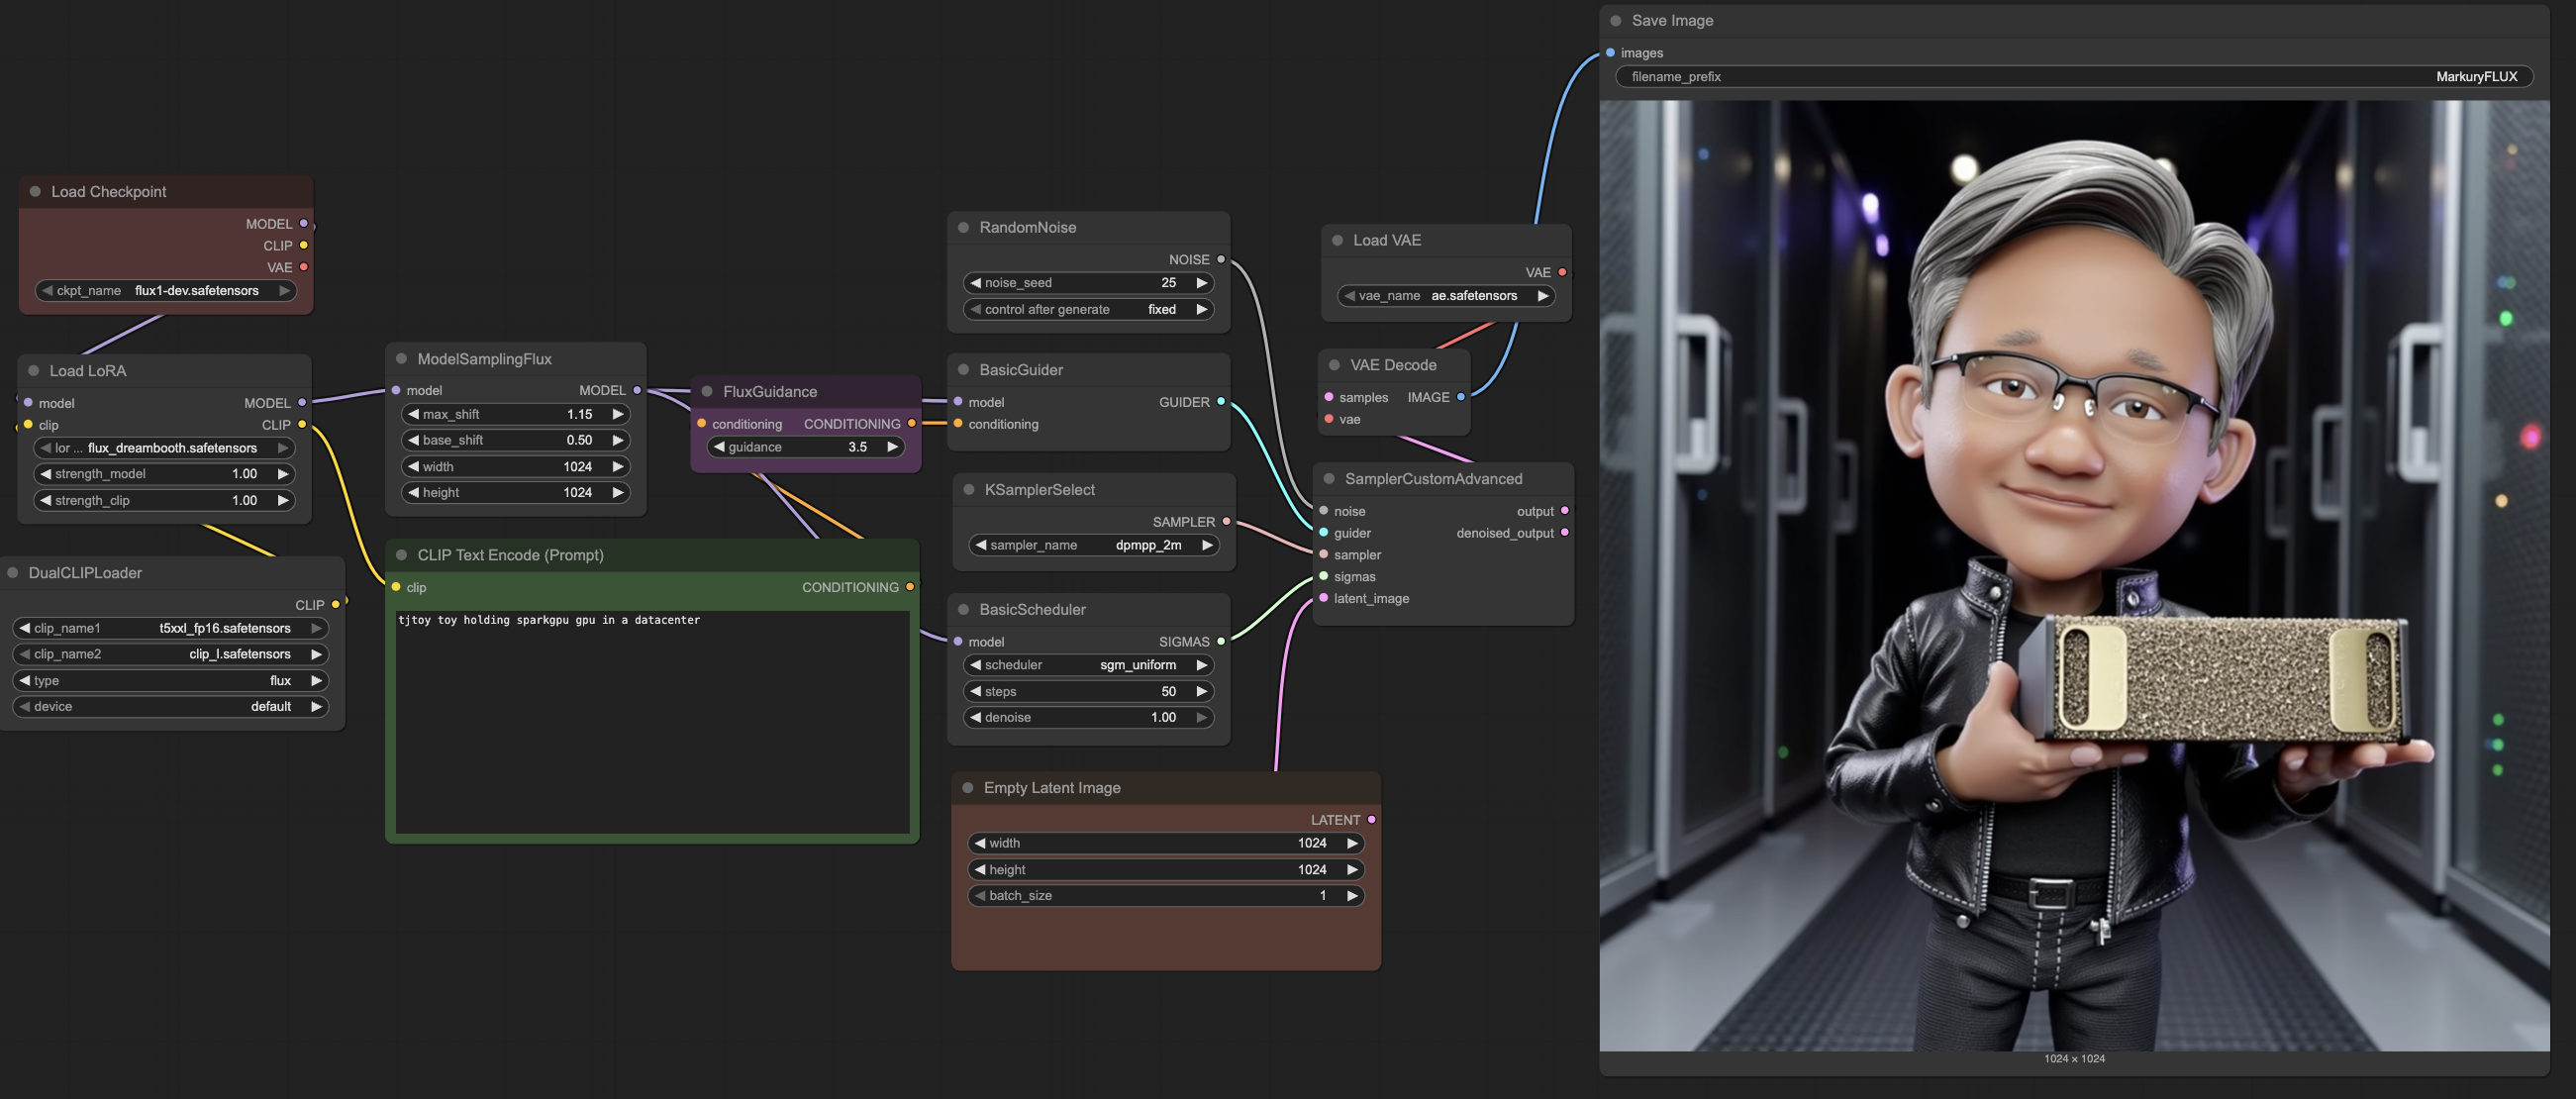 Load Checkpoint
MODEL
CLIP
VAE
ckpt_name flux1-dev.safetensors
Load LoRA
model MODEL
clip CLIP
lor ... flux_dreambooth.safetensors
strength_model 1.00
strength_clip 1.00
DualCLIPLoader
CLIP
clip_name1 t5xxl_fp16.safetensors
clip_name2 clip_l.safetensors
type flux
device default
ModelSamplingFlux
model MODEL
max_shift 1.15
base_shift 0.50
width 1024
height 1024
FluxGuidance
conditioning CONDITIONING
guidance 3.5
CLIP Text Encode (Prompt)
clip CONDITIONING
tjtoy toy holding sparkgpu gpu in a datacenter
RandomNoise
NOISE
noise_seed 25
control after generate fixed
BasicGuider
model GUIDER
conditioning
KSamplerSelect
SAMPLER
sampler_name dpmpp_2m
BasicScheduler
model SIGMAS
scheduler sgm_uniform
steps 50
denoise 1.00
Empty Latent Image
LATENT
width 1024
height 1024
batch_size 1
Load VAE
VAE
vae_name ae.safetensors
VAE Decode
samples IMAGE
vae
SamplerCustomAdvanced
noise output
guider denoised_output
sampler
sigmas
latent_image
Save Image
images
filename_prefix MarkuryFLUX
1024 x 1024